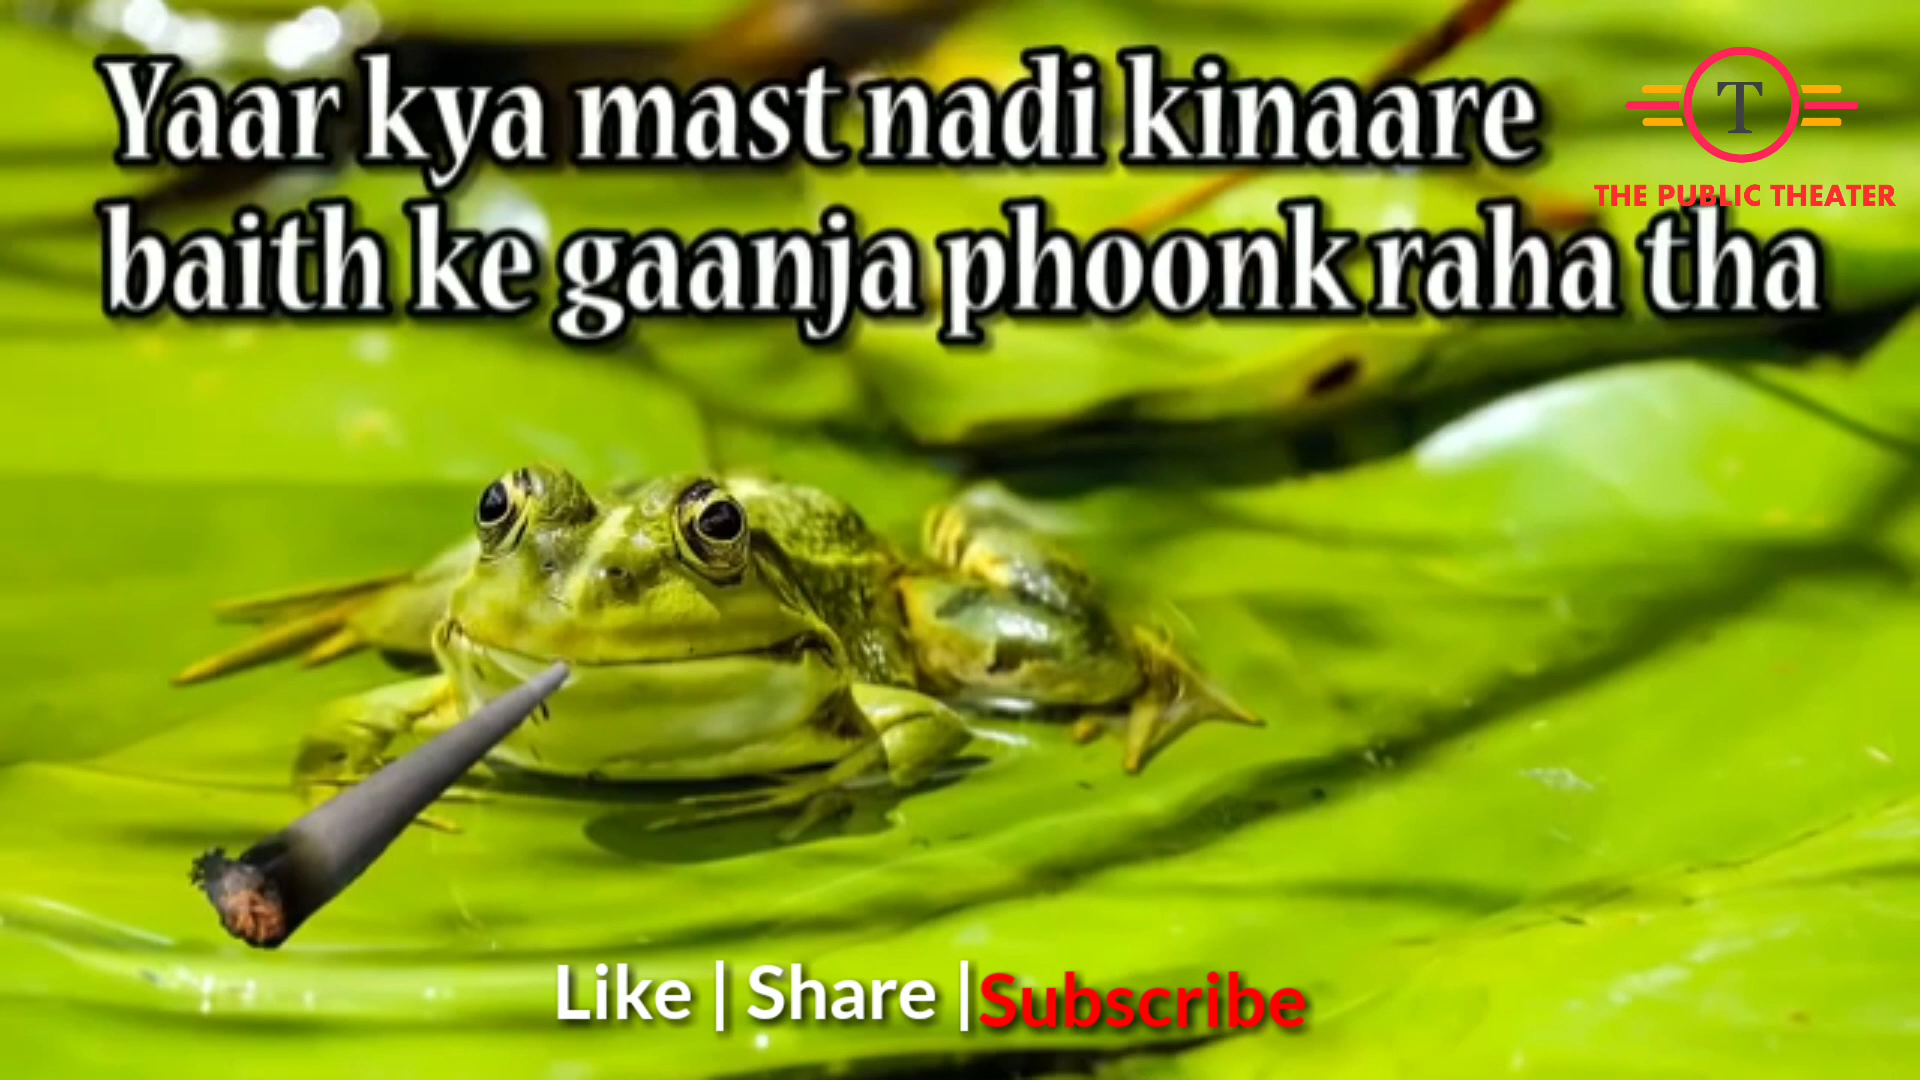 Yaar kya mast nadi kinaare
T
THE PUBLIC THEATER
baith ke gaanja phoonk raha tha
Like | Share | Subscribe